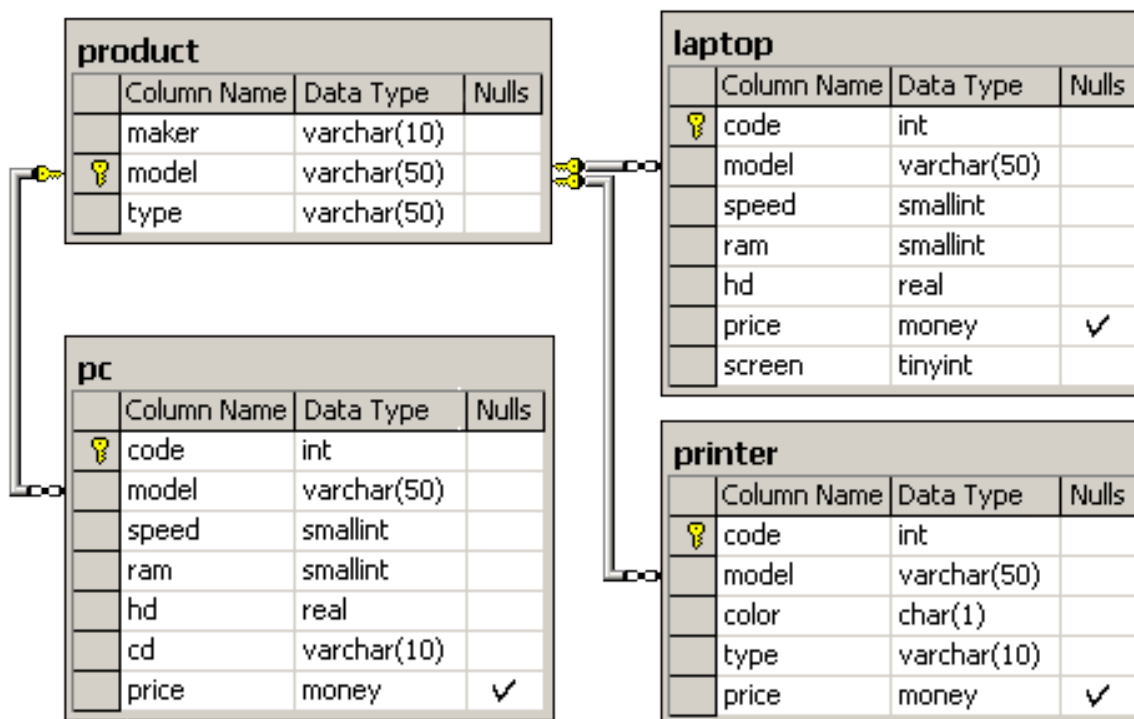 product
Column Name Data Type Nulls
maker varchar(10)
model varchar(50)
type varchar(50)
pc
Column Name Data Type Nulls
code int
model varchar(50)
speed smallint
ram smallint
hd real
cd varchar(10)
price money ✓
laptop
Column Name Data Type Nulls
code int
model varchar(50)
speed smallint
ram smallint
hd real
price money ✓
screen tinyint
printer
Column Name Data Type Nulls
code int
model varchar(50)
color char(1)
type varchar(10)
price money ✓